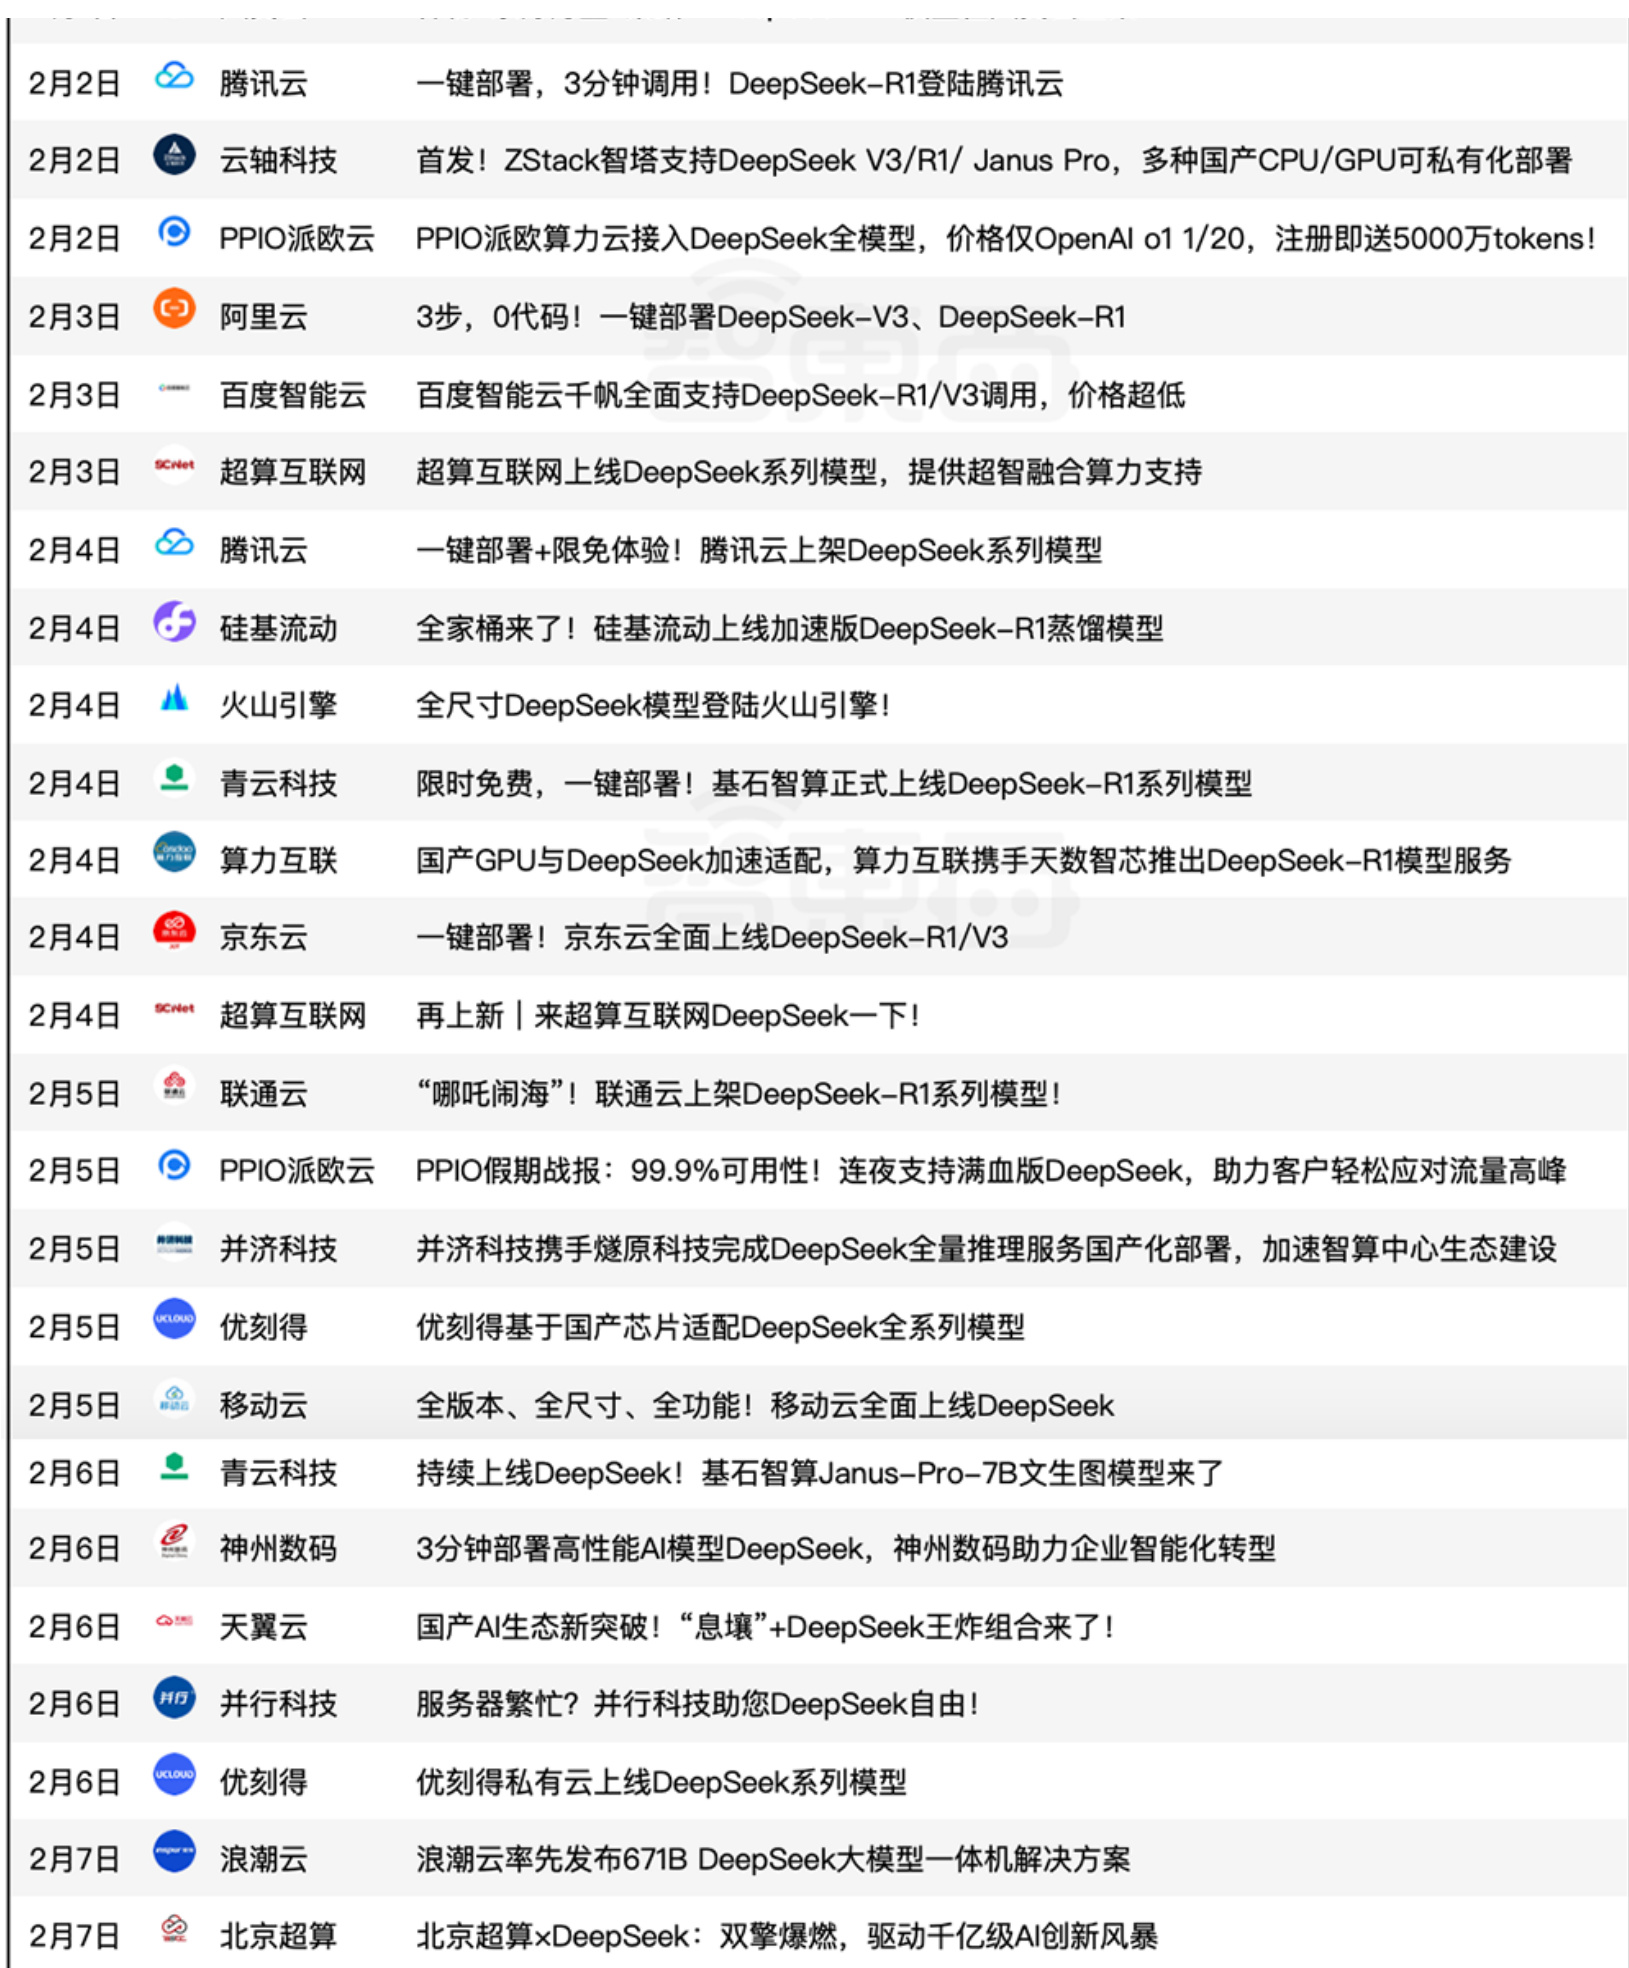 2月2日 腾讯云 一键部署，3分钟调用！DeepSeek-R1登陆腾讯云
2月2日 云轴科技 首发！ZStack智塔支持DeepSeek V3/R1/ Janus Pro，多种国产CPU/GPU可私有化部署
2月2日 PPIO派欧云 PPIO派欧算力云接入DeepSeek全模型，价格仅OpenAI o1 1/20，注册即送5000万tokens！
2月3日 阿里云 3步，0代码！一键部署DeepSeek-V3、DeepSeek-R1
2月3日 百度智能云 百度智能云千帆全面支持DeepSeek-R1/V3调用，价格超低
2月3日 SCNet 超算互联网 超算互联网上线DeepSeek系列模型，提供超智融合算力支持
2月4日 腾讯云 一键部署+限免体验！腾讯云上架DeepSeek系列模型
2月4日 硅基流动 全家桶来了！硅基流动上线加速版DeepSeek-R1蒸馏模型
2月4日 火山引擎 全尺寸DeepSeek模型登陆火山引擎！
2月4日 青云科技 限时免费，一键部署！基石智算正式上线DeepSeek-R1系列模型
2月4日 算力互联 国产GPU与DeepSeek加速适配，算力互联携手天数智芯推出DeepSeek-R1模型服务
2月4日 京东云 一键部署！京东云全面上线DeepSeek-R1/V3
2月4日 SCNet 超算互联网 再上新｜来超算互联网DeepSeek一下！
2月5日 联通云 “哪吒闹海”！联通云上架DeepSeek-R1系列模型！
2月5日 PPIO派欧云 PPIO假期战报：99.9%可用性！连夜支持满血版DeepSeek，助力客户轻松应对流量高峰
2月5日 并济科技 并济科技携手燧原科技完成DeepSeek全量推理服务国产化部署，加速智算中心生态建设
2月5日 UCLOUD 优刻得 优刻得基于国产芯片适配DeepSeek全系列模型
2月5日 移动云 移动云 全版本、全尺寸、全功能！移动云全面上线DeepSeek
2月6日 青云科技 持续上线DeepSeek！基石智算Janus-Pro-7B文生图模型来了
2月6日 神州数码 3分钟部署高性能AI模型DeepSeek，神州数码助力企业智能化转型
2月6日 天翼云 国产AI生态新突破！“息壤”+DeepSeek王炸组合来了！
2月6日 并行 并行科技 服务器繁忙？并行科技助您DeepSeek自由！
2月6日 UCLOUD 优刻得 优刻得私有云上线DeepSeek系列模型
2月7日 浪潮云 浪潮云率先发布671B DeepSeek大模型一体机解决方案
2月7日 北京超算 北京超算×DeepSeek：双擎爆燃，驱动千亿级AI创新风暴